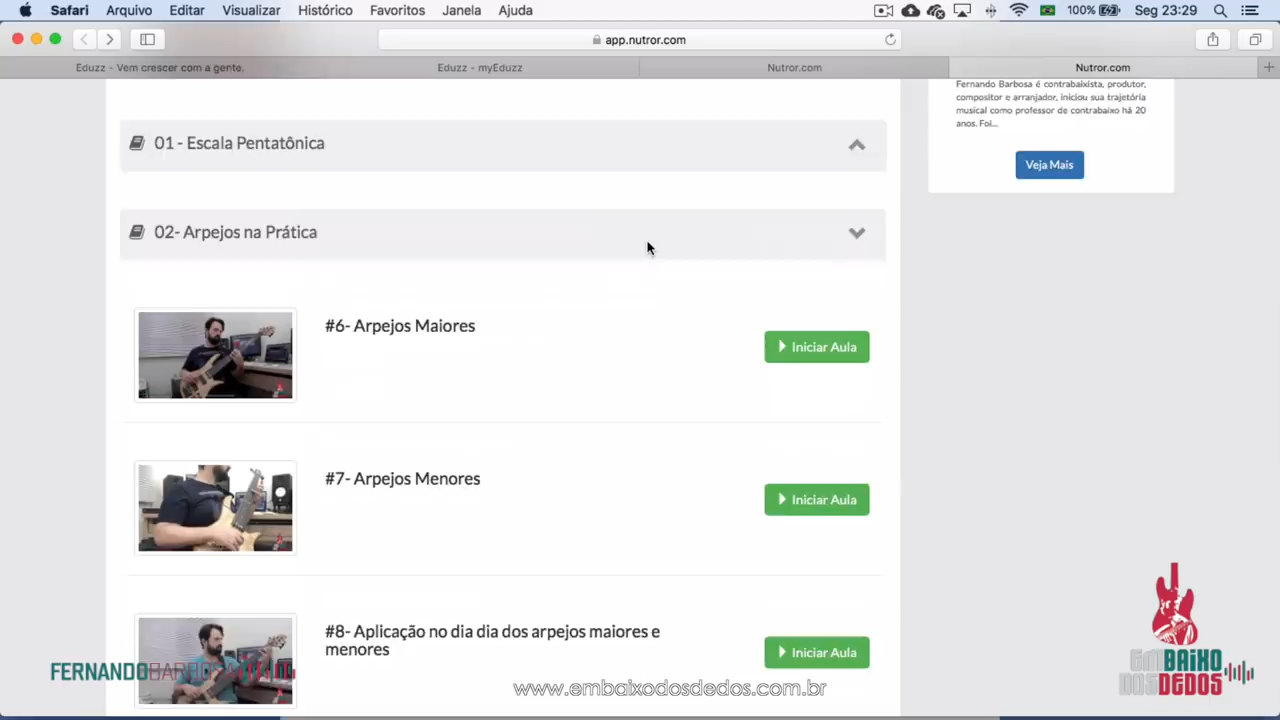 Safari Arquivo Editar Visualizar Histórico Favoritos Janela Ajuda 100% Seg 23:29
app.nutror.com
Eduzz - Vem crescer com a gente. Eduzz - myEduzz Nutror.com Nutror.com
Fernando Barbosa é contrabaixista, produtor,
compositor e arranjador, iniciou sua trajetória
musical como professor de contrabaixo há 20
anos. Foi...
Veja Mais
01 - Escala Pentatônica
02- Arpejos na Prática
#6- Arpejos Maiores
Iniciar Aula
#7- Arpejos Menores
Iniciar Aula
#8- Aplicação no dia dia dos arpejos maiores e
menores
Iniciar Aula
FERNANDOBARBOSA
www.embaixodosdedos.com.br
EMBAIXO
DOSDEDOS